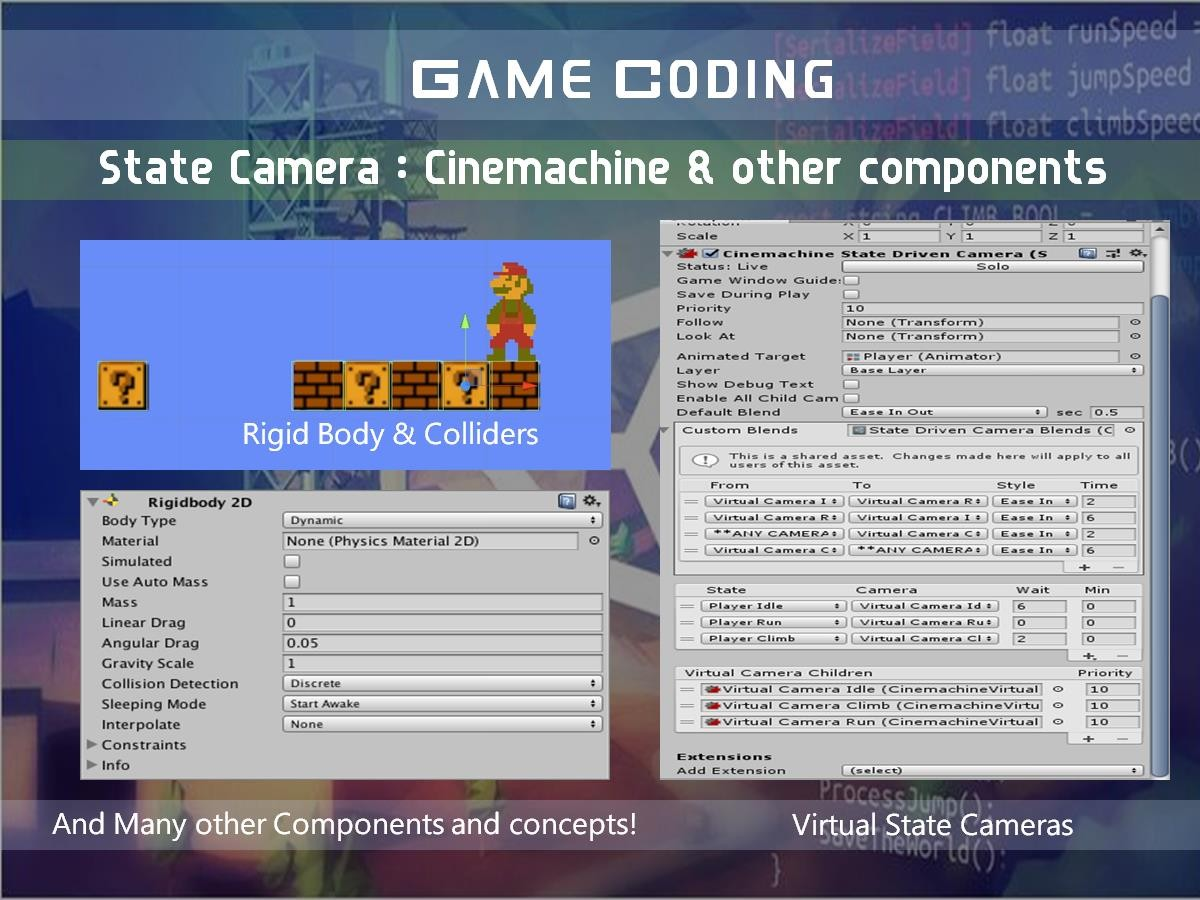 [SerializeField] float runSpeed =
[SerializeField] float jumpSpeed
[SerializeField] float climbSpeed
GAME CODING
State Camera : Cinemachine & other components
string CLIMB_BOOL =
Rigid Body & Colliders
Rigidbody 2D
Body Type Dynamic
Material None (Physics Material 2D)
Simulated
Use Auto Mass
Mass 1
Linear Drag 0
Angular Drag 0.05
Gravity Scale 1
Collision Detection Discrete
Sleeping Mode Start Awake
Interpolate None
Constraints
Info
And Many other Components and concepts!
Scale X 1 Y 1 Z 1
Cinemachine State Driven Camera (S
Status: Live Solo
Game Window Guide:
Save During Play
Priority 10
Follow None (Transform)
Look At None (Transform)
Animated Target Player (Animator)
Layer Base Layer
Show Debug Text
Enable All Child Cam
Default Blend Ease In Out sec 0.5
Custom Blends State Driven Camera Blends (C
This is a shared asset. Changes made here will apply to all
users of this asset.
From To Style Time
Virtual Camera I Virtual Camera R Ease In 2
Virtual Camera R Virtual Camera I Ease In 6
**ANY CAMERA Virtual Camera C Ease In 2
Virtual Camera C **ANY CAMERA Ease In 6
State Camera Wait Min
Player Idle Virtual Camera Id 6 0
Player Run Virtual Camera Ru 0 0
Player Climb Virtual Camera Cl 2 0
Virtual Camera Children Priority
Virtual Camera Idle (CinemachineVirtual 10
Virtual Camera Climb (CinemachineVirtu 10
Virtual Camera Run (CinemachineVirtual 10
Extensions
Add Extension (select)
ProcessJump();
SaveTheWorld();
}
Virtual State Cameras